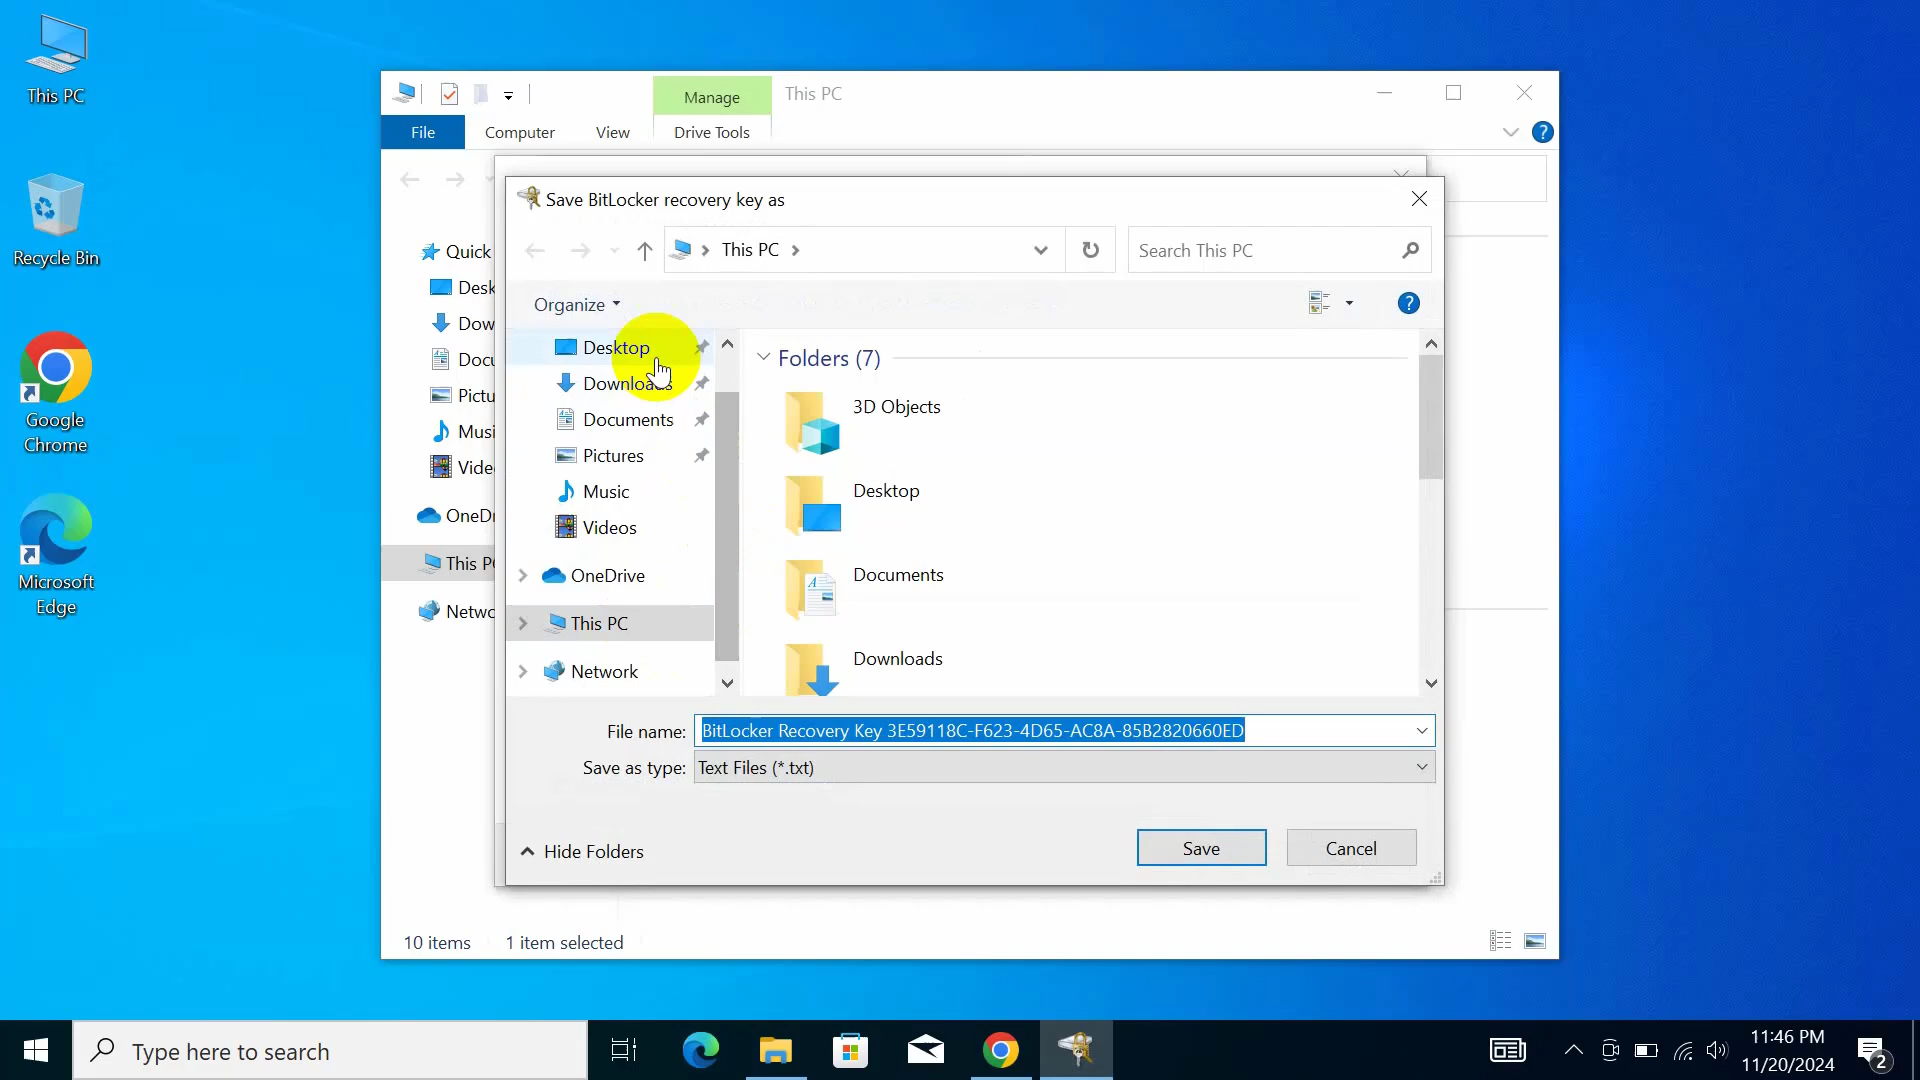 This PC
Recycle Bin
Google
Chrome
Microsoft
Edge
Manage
This PC
File
Computer
View
Drive Tools
Quick
Desk
Dow
Docu
Pictu
Musi
Vide
OneDr
This PC
Netwo
Save BitLocker recovery key as
This PC
Search This PC
Organize
Desktop
Downloads
Documents
Pictures
Music
Videos
OneDrive
This PC
Network
Folders (7)
3D Objects
Desktop
Documents
Downloads
File name: BitLocker Recovery Key 3E59118C-F623-4D65-AC8A-85B2820660ED
Save as type: Text Files (*.txt)
Hide Folders
Save
Cancel
10 items
1 item selected
Type here to search
11:46 PM
11/20/2024
2